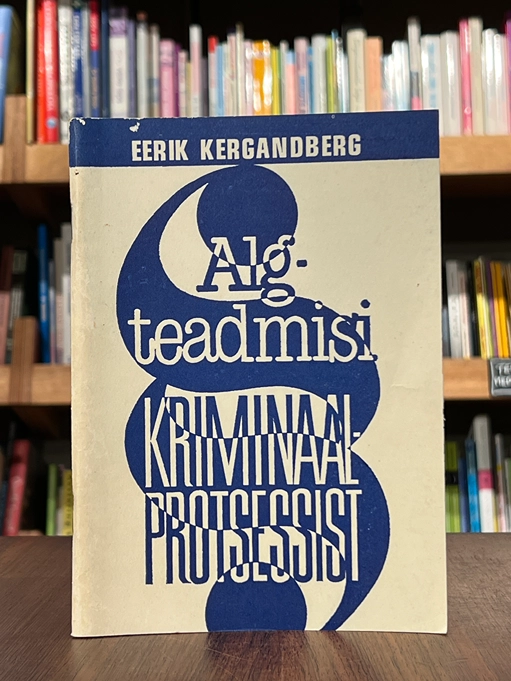 EERIK KERGANDBERG
Alg-
teadmisi
KRIMINAAL-
PROTSESSIST